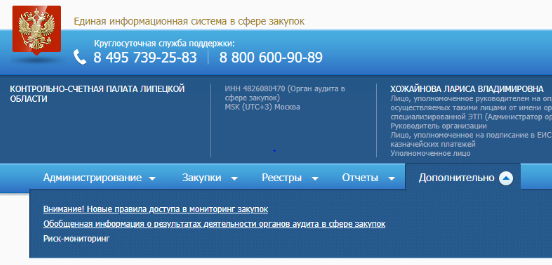 Единая информационная система в сфере закупок
Круглосуточная служба поддержки:
8 495 739-25-83
8 800 600-90-89
КОНТРОЛЬНО-СЧЕТНАЯ ПАЛАТА ЛИПЕЦКОЙ
ОБЛАСТИ
ИНН 4826080470 (Орган аудита в
сфере закупок)
MSK (UTC+3) Москва
ХОЖАЙНОВА ЛАРИСА ВЛАДИМИРОВНА
Лицо, уполномоченное руководителем на оп
осуществляемых такими лицами от имени ор
специализированной ЭТП (Администратор ор
Руководитель организации
Лицо, уполномоченное на подписание в ЕИС
казначейских платежей
Уполномоченное лицо
Администрирование
Закупки
Реестры
Отчеты
Дополнительно
Внимание! Новые правила доступа в мониторинг закупок
Обобщенная информация о результатах деятельности органов аудита в сфере закупок
Риск-мониторинг